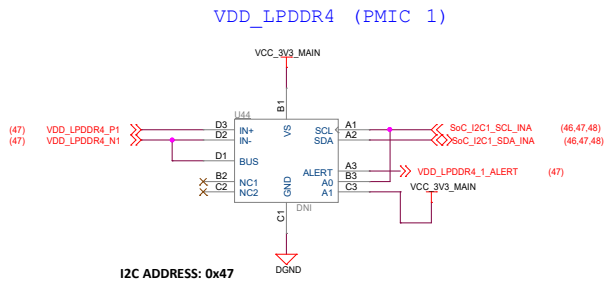 VDD_LPDDR4 (PMIC 1)
VCC_3V3_MAIN
U44
B1
VS
(47) VDD_LPDDR4_P1 D3 IN+ SCL A1 SoC_I2C1_SCL_INA (46,47,48)
(47) VDD_LPDDR4_N1 D2 IN- SDA A2 SoC_I2C1_SDA_INA (46,47,48)
D1 BUS
ALERT A3 VDD_LPDDR4_1_ALERT (47)
B2 NC1 A0 B3
C2 NC2 A1 C3 VCC_3V3_MAIN
GND
C1
DNI
DGND
I2C ADDRESS: 0x47